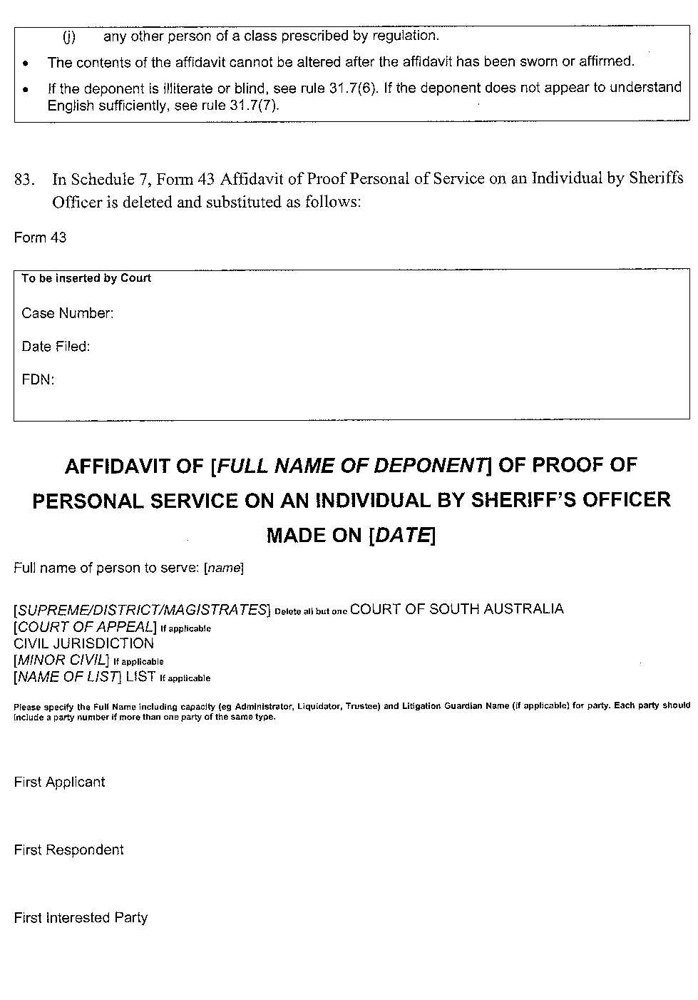 (j) any other person of a class prescribed by regulation.
• The contents of the affidavit cannot be altered after the affidavit has been sworn or affirmed.
• If the deponent is illiterate or blind, see rule 31.7(6). If the deponent does not appear to understand
English sufficiently, see rule 31.7(7).
83. In Schedule 7, Form 43 Affidavit of Proof Personal of Service on an Individual by Sheriffs
Officer is deleted and substituted as follows:
Form 43
To be inserted by Court
Case Number:
Date Filed:
FDN:
AFFIDAVIT OF [FULL NAME OF DEPONENT] OF PROOF OF
PERSONAL SERVICE ON AN INDIVIDUAL BY SHERIFF'S OFFICER
MADE ON [DATE]
Full name of person to serve: [name]
[SUPREME/DISTRICT/MAGISTRATES] Delete all but one COURT OF SOUTH AUSTRALIA
[COURT OF APPEAL] If applicable
CIVIL JURISDICTION
[MINOR CIVIL] If applicable
[NAME OF LIST] LIST If applicable
Please specify the Full Name including capacity (eg Administrator, Liquidator, Trustee) and Litigation Guardian Name (if applicable) for party. Each party should
include a party number if more than one party of the same type.
First Applicant
First Respondent
First Interested Party